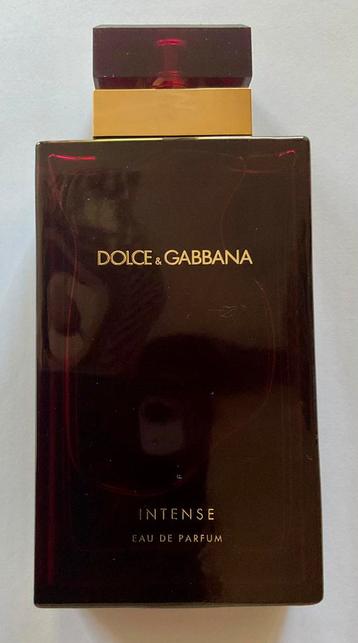 DOLCE & GABBANA
INTENSE
EAU DE PARFUM